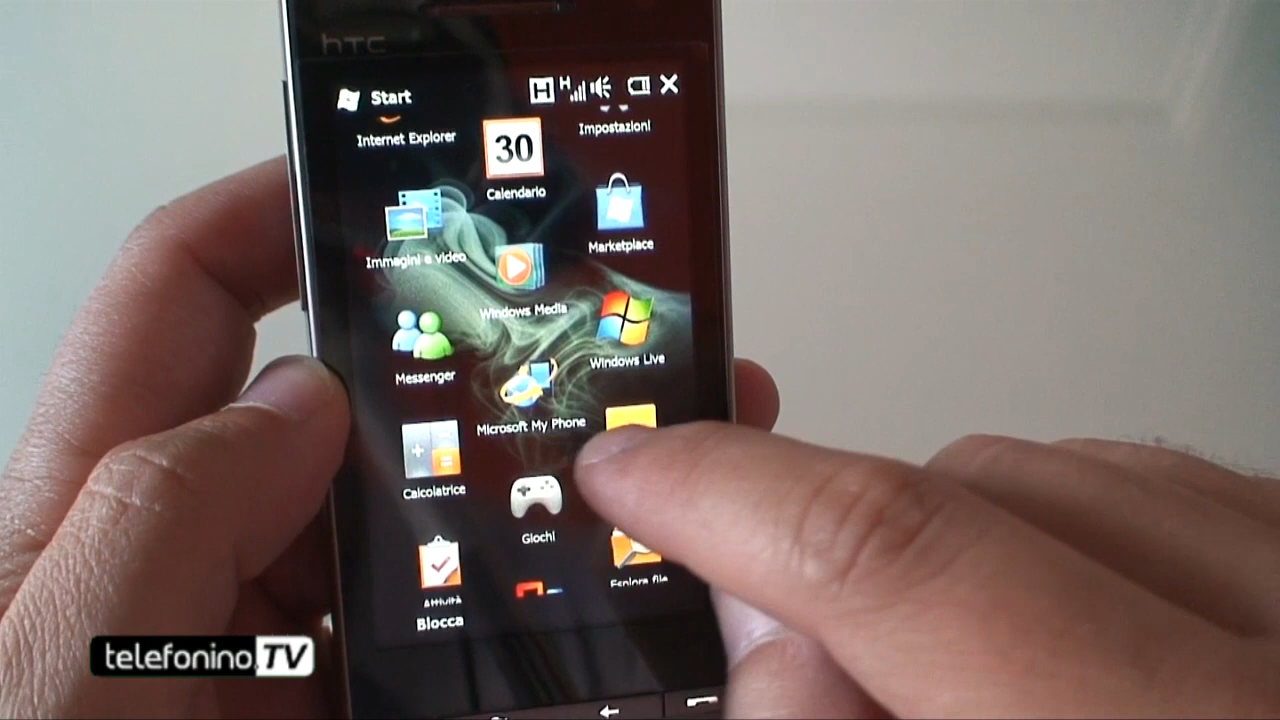 hTC
Start
H H
Internet Explorer
30
Calendario
Impostazioni
Immagini e video
Windows Media
Marketplace
Messenger
Microsoft My Phone
Windows Live
Calcolatrice
Giochi
Esplora file
Attività
Blocca
telefonino.TV